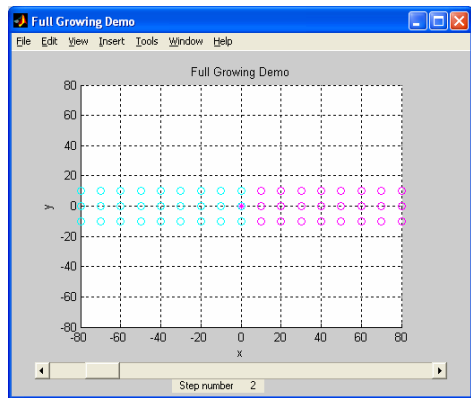 Full Growing Demo
File Edit View Insert Tools Window Help
Full Growing Demo
80
60
40
20
0
-20
-40
-60
-80
y
-80 -60 -40 -20 0 20 40 60 80
x
Step number 2